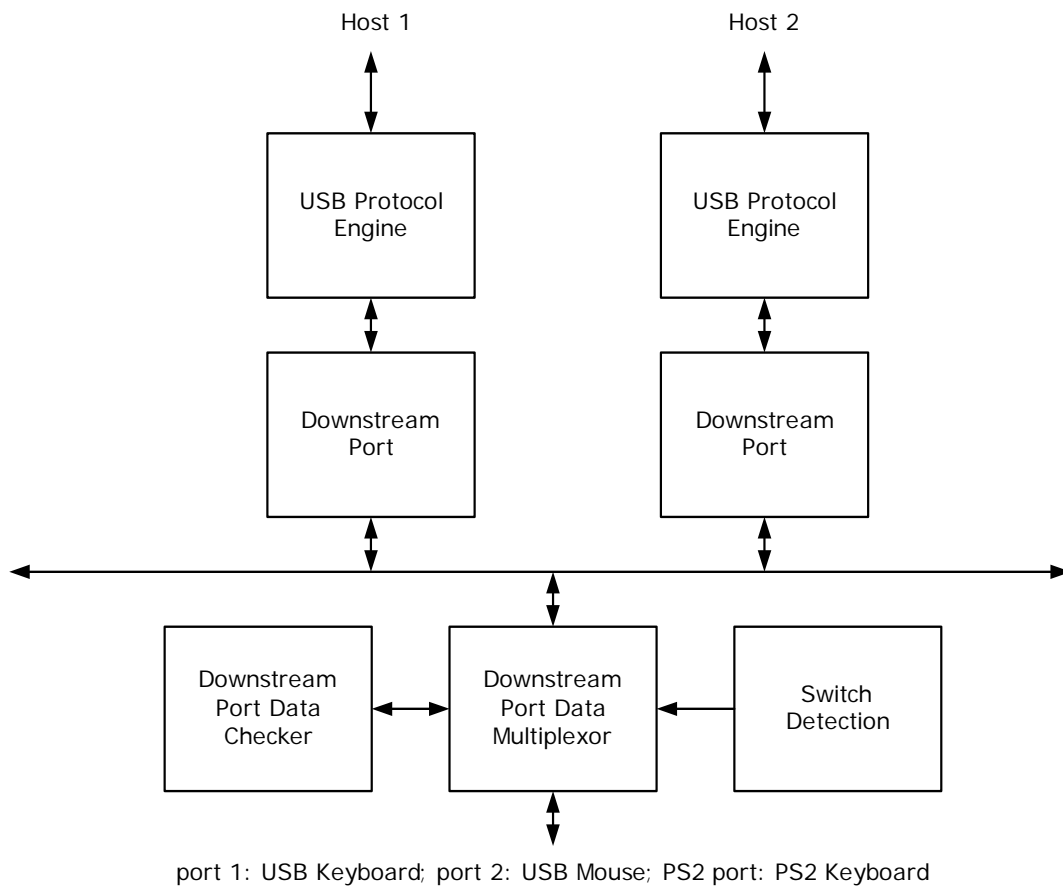 Host 1
Host 2
USB Protocol
Engine
USB Protocol
Engine
Downstream
Port
Downstream
Port
Downstream
Port Data
Checker
Downstream
Port Data
Multiplexor
Switch
Detection
port 1: USB Keyboard; port 2: USB Mouse; PS2 port: PS2 Keyboard